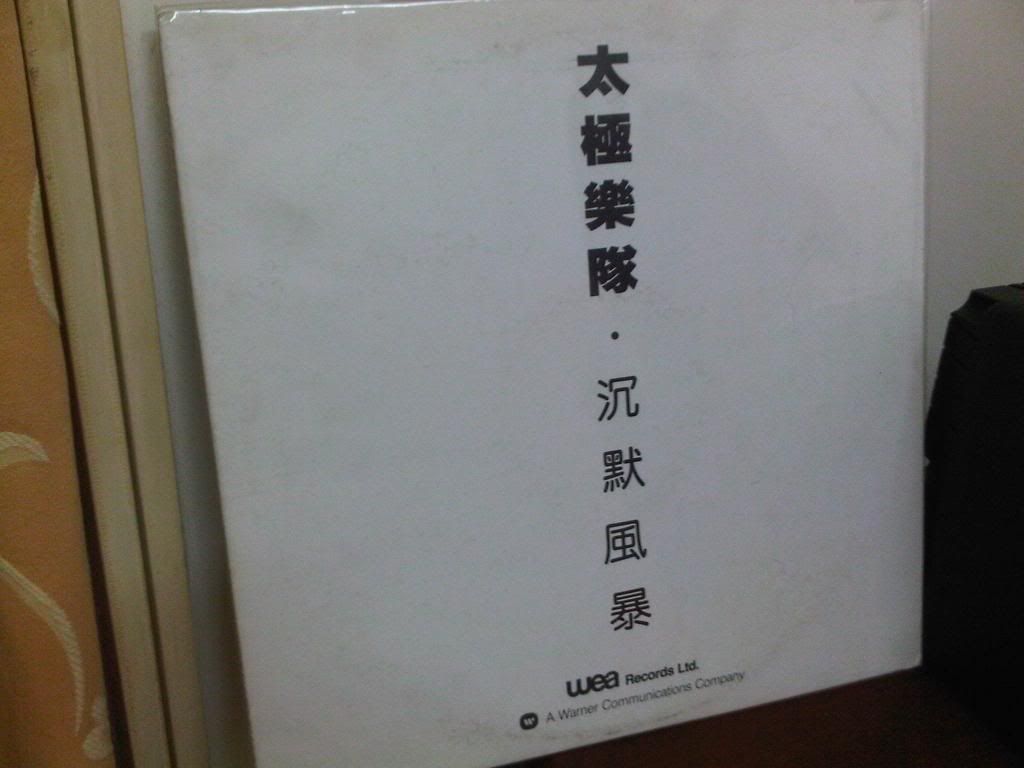 太極樂隊·沉默風暴
wea Records Ltd.
A Warner Communications Company